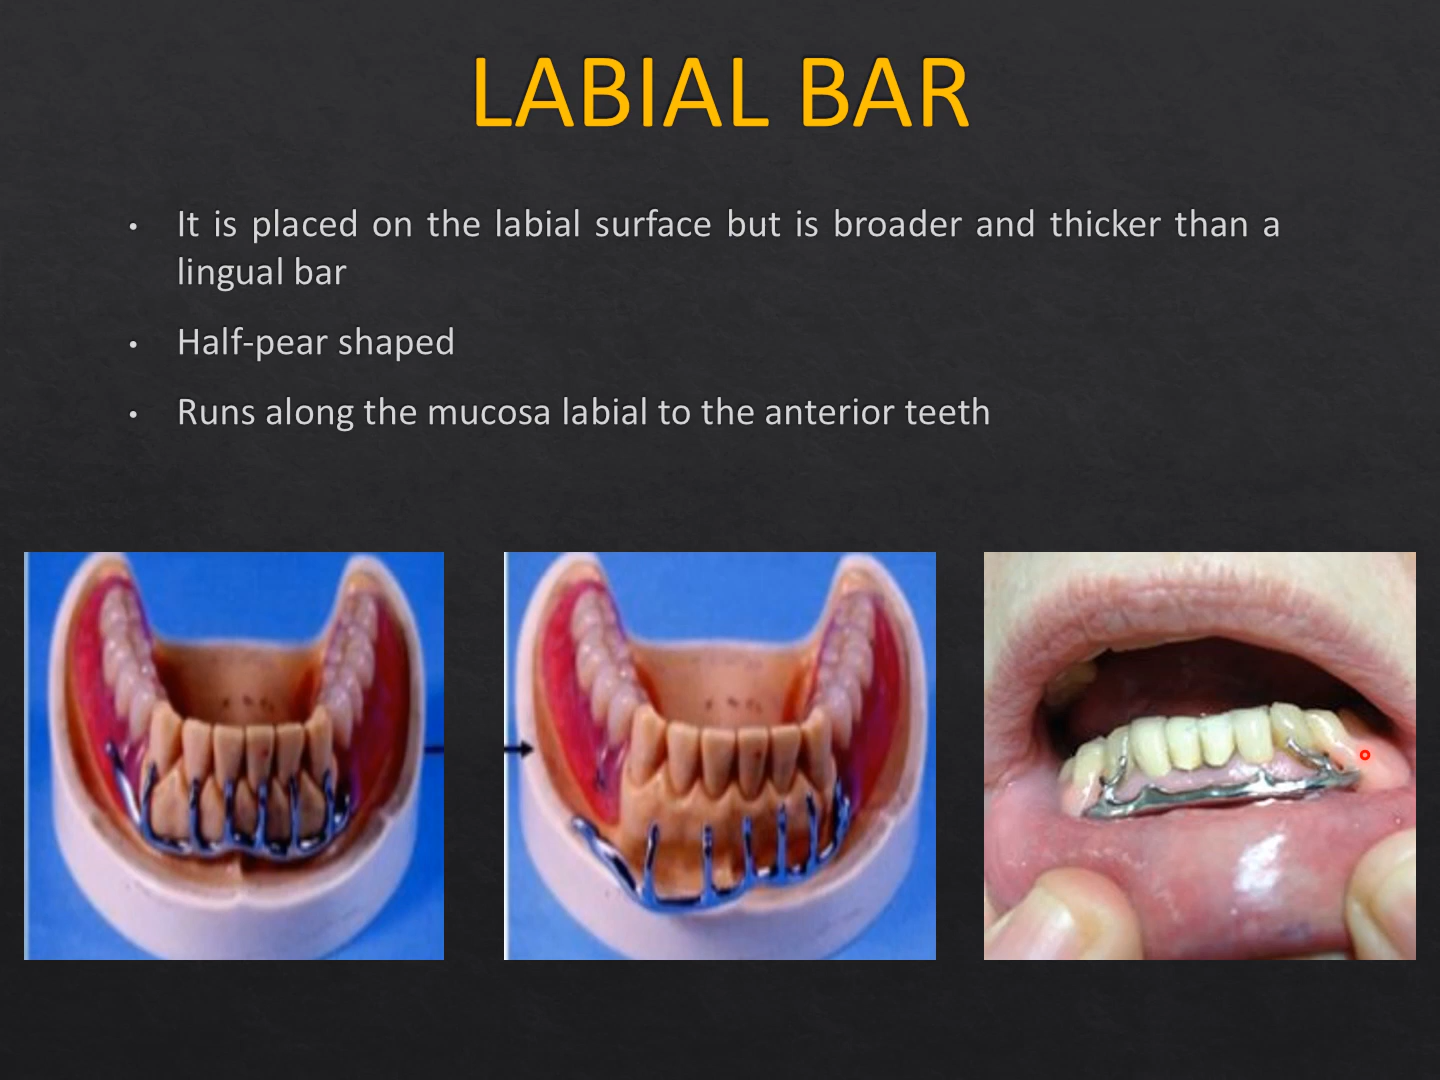 LABIAL BAR
• It is placed on the labial surface but is broader and thicker than a
lingual bar
• Half-pear shaped
• Runs along the mucosa labial to the anterior teeth